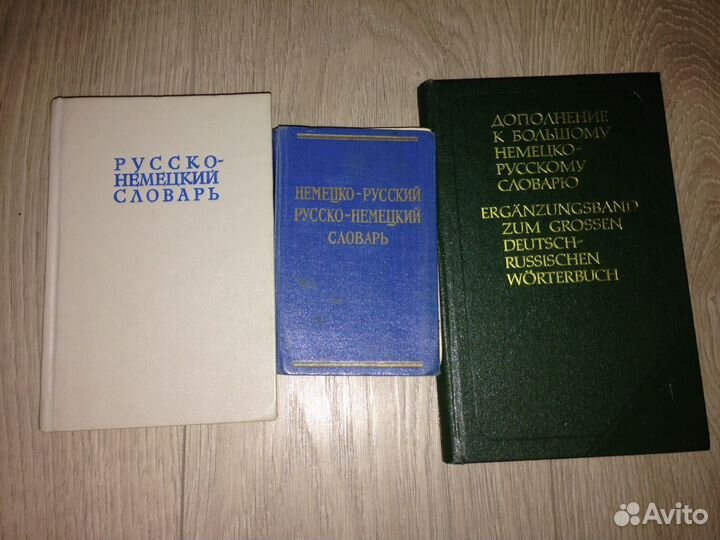 РУССКО-
НЕМЕЦКИЙ
СЛОВАРЬ
НЕМЕЦКО-РУССКИЙ
РУССКО-НЕМЕЦКИЙ
СЛОВАРЬ
ДОПОЛНЕНИЕ
К БОЛЬШОМУ
НЕМЕЦКО-
РУССКОМУ
СЛОВАРЮ
ERGÄNZUNGSBAND
ZUM GROSSEN
DEUTSCH-
RUSSISCHEN
WÖRTERBUCH
Avito